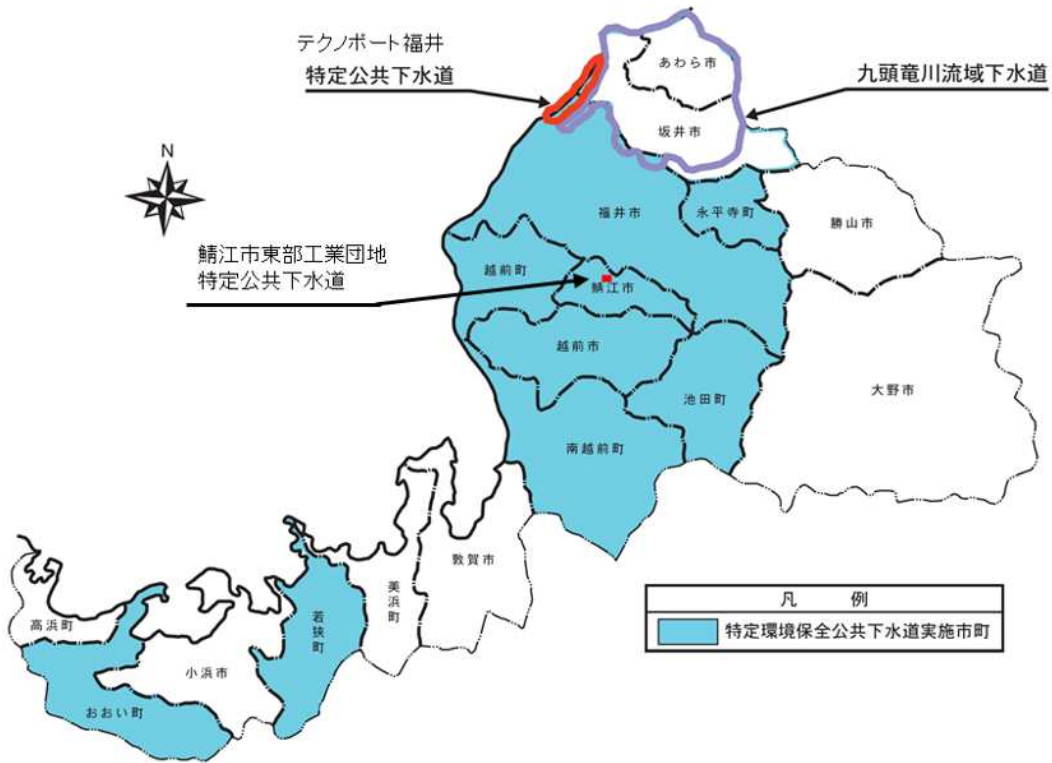 テクノポート福井
特定公共下水道
九頭竜川流域下水道
あわら市
坂井市
N
福井市
永平寺町
勝山市
鯖江市東部工業団地
特定公共下水道
越前町
鯖江市
越前市
大野市
池田町
南越前町
敦賀市
美浜町
若狭町
高浜町
小浜市
おおい町
凡 例
特定環境保全公共下水道実施市町